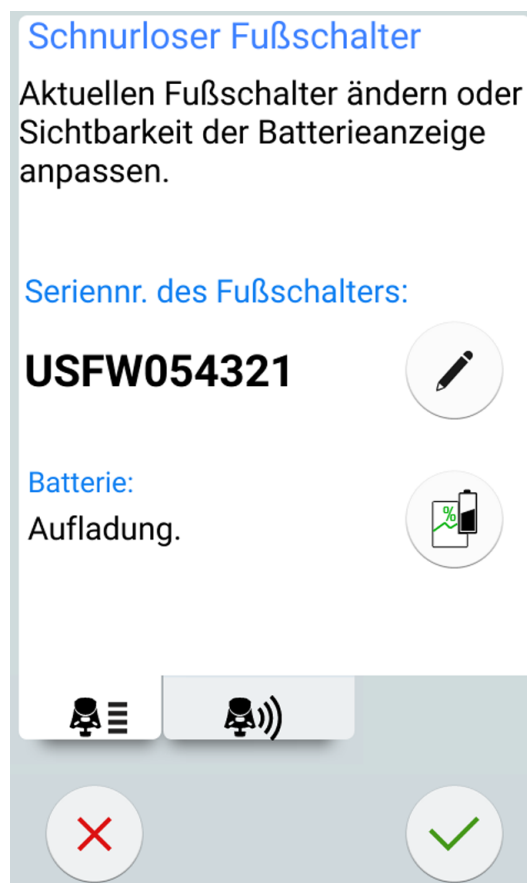 Schnurloser Fußschalter
Aktuellen Fußschalter ändern oder
Sichtbarkeit der Batterieanzeige
anpassen.
Seriennr. des Fußschalters:
USFW054321
Batterie:
Aufladung.
%